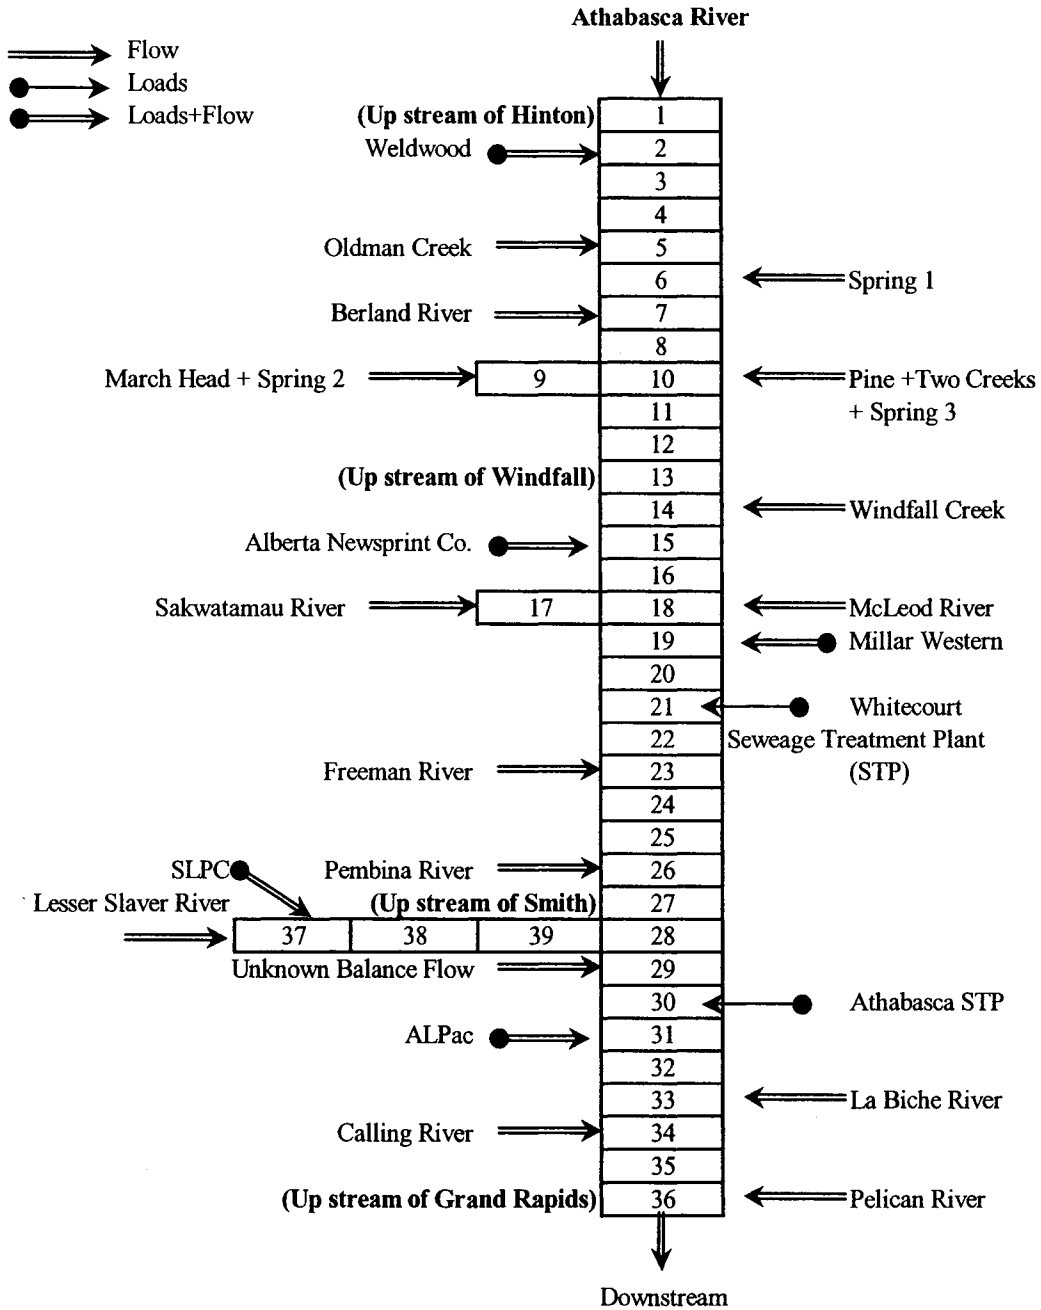 Athabasca River
Flow
Loads
Loads+Flow
(Up stream of Hinton) 1
Weldwood 2
3
4
Oldman Creek 5
6 Spring 1
Berland River 7
8
March Head + Spring 2 9 10 Pine +Two Creeks
11 + Spring 3
12
(Up stream of Windfall) 13
14 Windfall Creek
Alberta Newsprint Co. 15
16
Sakwatamau River 17 18 McLeod River
19 Millar Western
20
21 Whitecourt
22 Seweage Treatment Plant
Freeman River 23 (STP)
24
25
SLPC Pembina River 26
Lesser Slaver River (Up stream of Smith) 27
37 38 39 28
Unknown Balance Flow 29
30 Athabasca STP
ALPac 31
32
33 La Biche River
Calling River 34
35
(Up stream of Grand Rapids) 36 Pelican River
Downstream